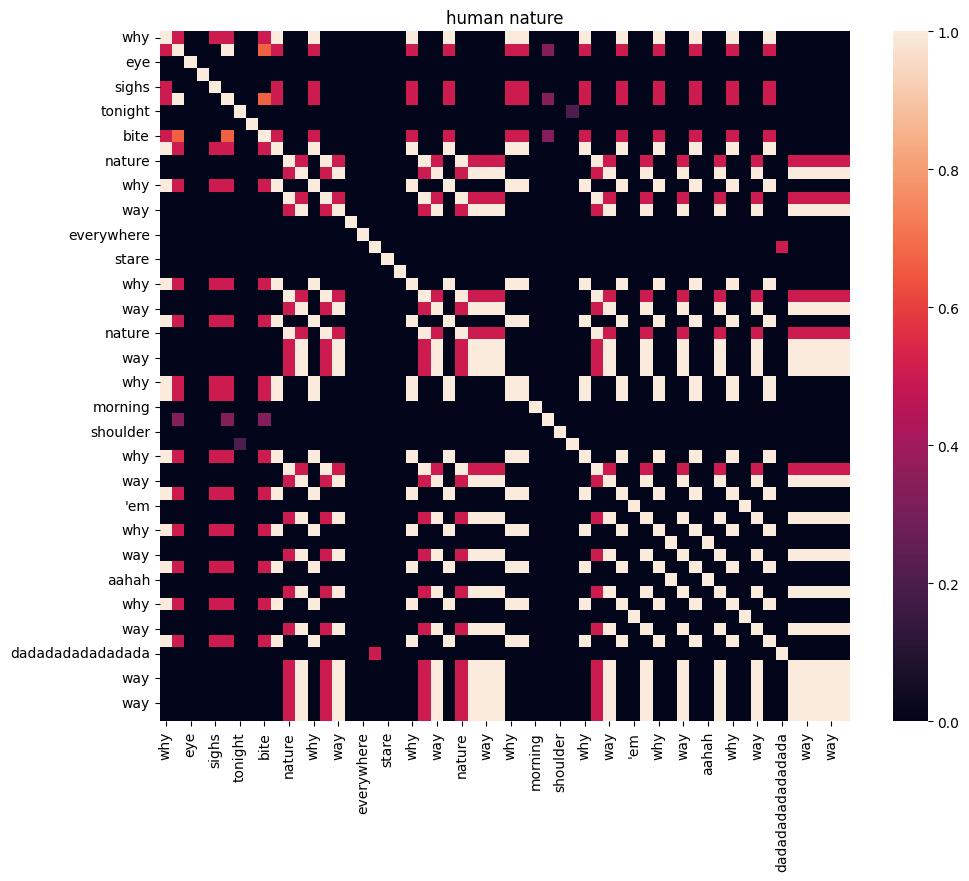 human nature
why
eye
sighs
tonight
bite
nature
why
way
everywhere
stare
why
way
nature
way
why
morning
shoulder
why
way
'em
why
way
aahah
why
way
dadadadadadadada
way
way
1.0
0.8
0.6
0.4
0.2
0.0
why
eye
sighs
tonight
bite
nature
why
way
everywhere
stare
why
way
nature
way
why
morning
shoulder
why
way
'em
why
way
aahah
why
way
dadadadadadadada
way
way